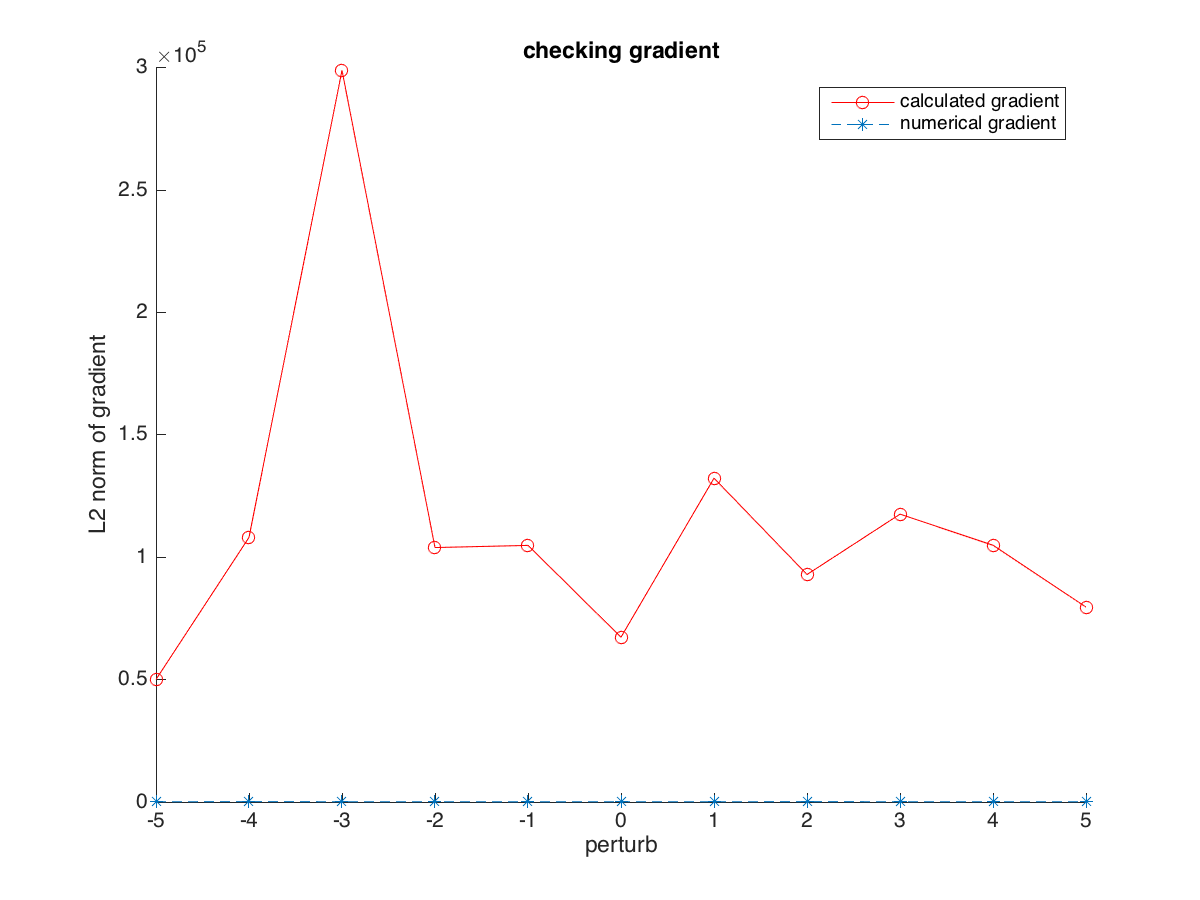 checking gradient
×10^5
3
2.5
2
1.5
1
0.5
0
L2 norm of gradient
calculated gradient
numerical gradient
-5 -4 -3 -2 -1 0 1 2 3 4 5
perturb